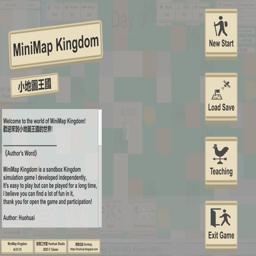 MiniMap Kingdom
小地圖王國
New Start
Load Save
Teaching
Exit Game
Welcome to the world of MiniMap Kingdom!
歡迎來到小地圖王國的世界!
《Author's Word》
MiniMap Kingdom is a sandbox Kingdom
simulation game I developed independently,
It's easy to play but can be played for a long time,
I believe you can find a lot of fun in it,
thank you for open the game and participation!
Author: Huohuai
MiniMap Kingdom